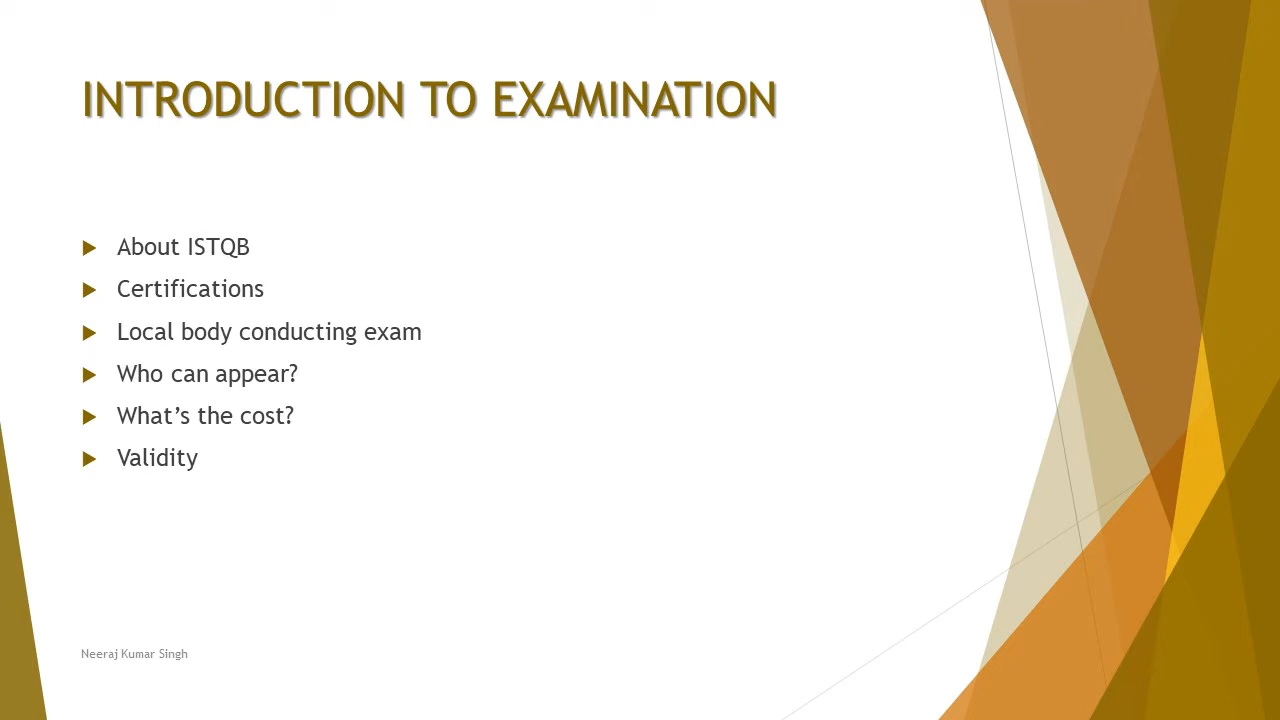 INTRODUCTION TO EXAMINATION
About ISTQB
Certifications
Local body conducting exam
Who can appear?
What’s the cost?
Validity
Neeraj Kumar Singh